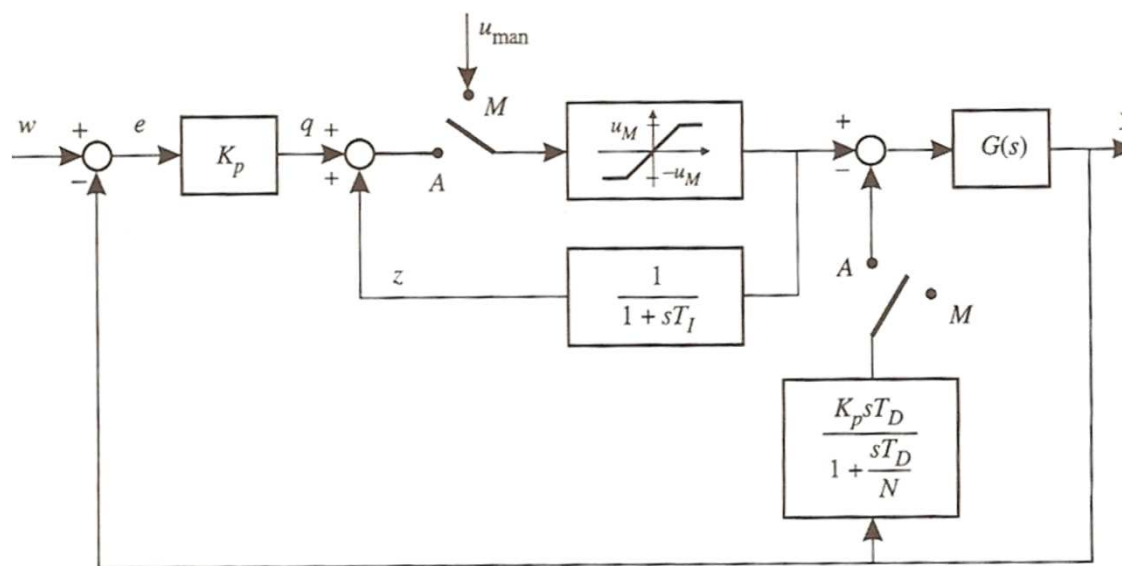 u_man
M
w
+
−
e
K_p
q
+
+
A
u_M
−u_M
+
−
G(s)
z
1
1 + sT_I
A
M
K_p sT_D
1 + sT_D
N